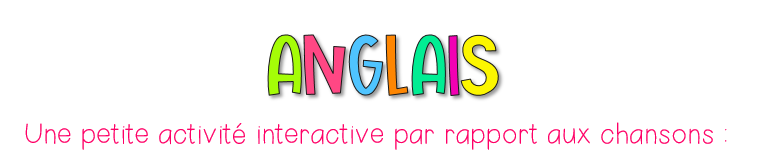 ANGLAIS
Une petite activité interactive par rapport aux chansons :